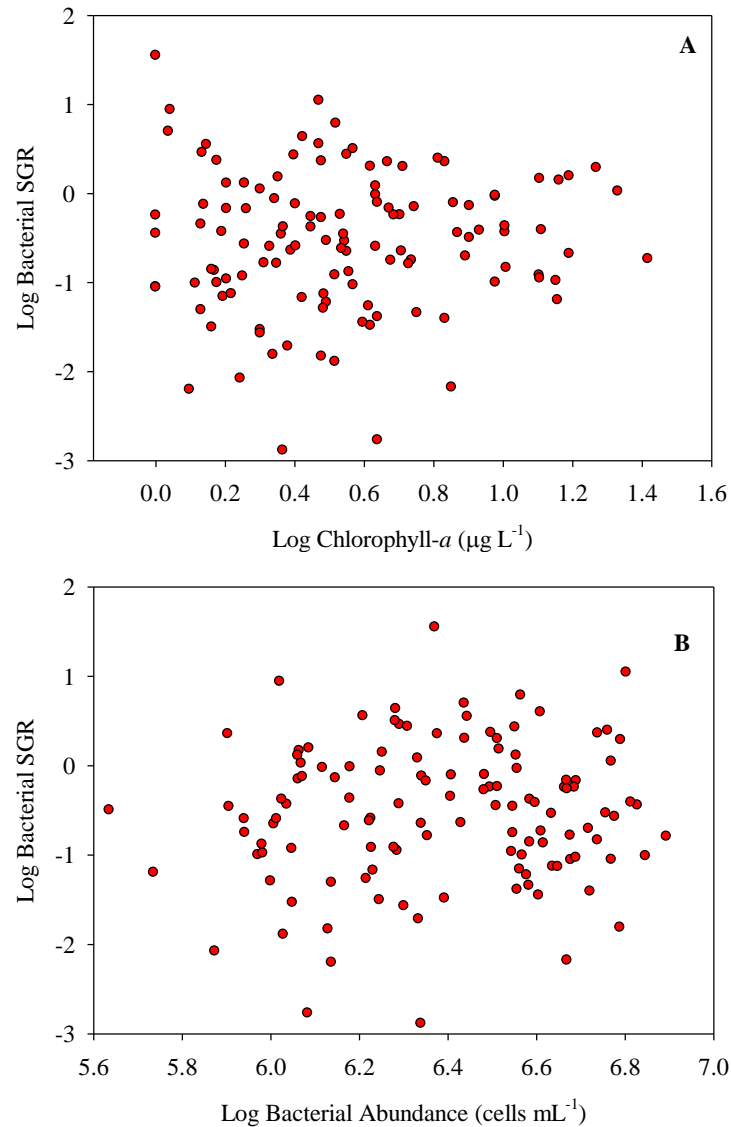 A
Log Bacterial SGR
2
1
0
-1
-2
-3
0.0 0.2 0.4 0.6 0.8 1.0 1.2 1.4 1.6
Log Chlorophyll-a (μg L⁻¹)
B
Log Bacterial SGR
2
1
0
-1
-2
-3
5.6 5.8 6.0 6.2 6.4 6.6 6.8 7.0
Log Bacterial Abundance (cells mL⁻¹)